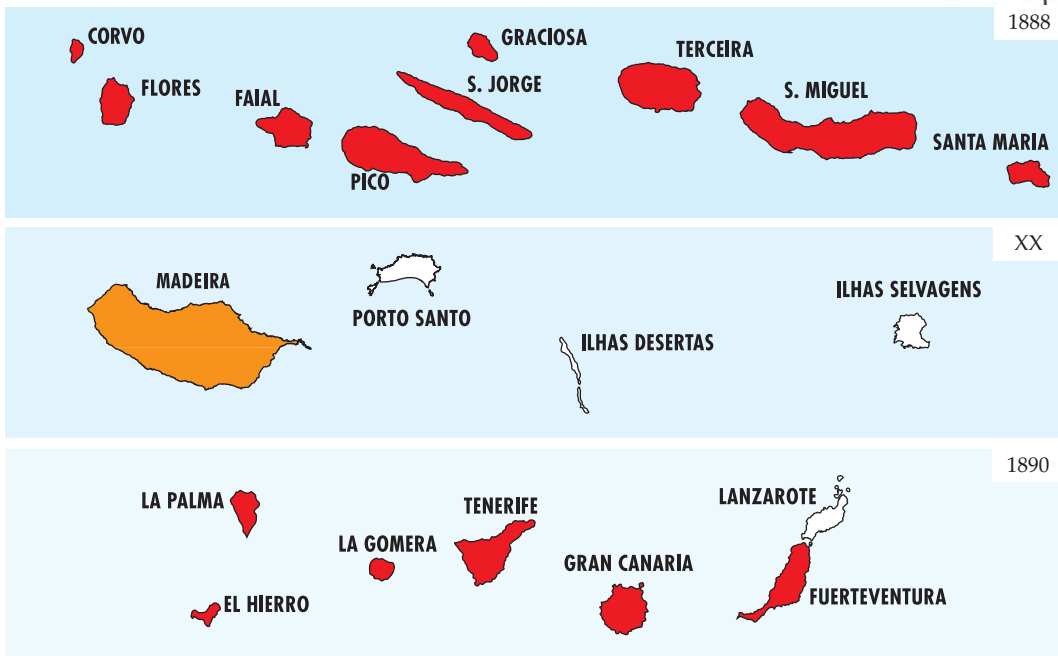 1888
CORVO
GRACIOSA
TERCEIRA
FLORES
S. JORGE
S. MIGUEL
FAIAL
SANTA MARIA
PICO
XX
MADEIRA
ILHAS SELVAGENS
PORTO SANTO
ILHAS DESERTAS
1890
LA PALMA
TENERIFE
LANZAROTE
LA GOMERA
GRAN CANARIA
EL HIERRO
FUERTEVENTURA